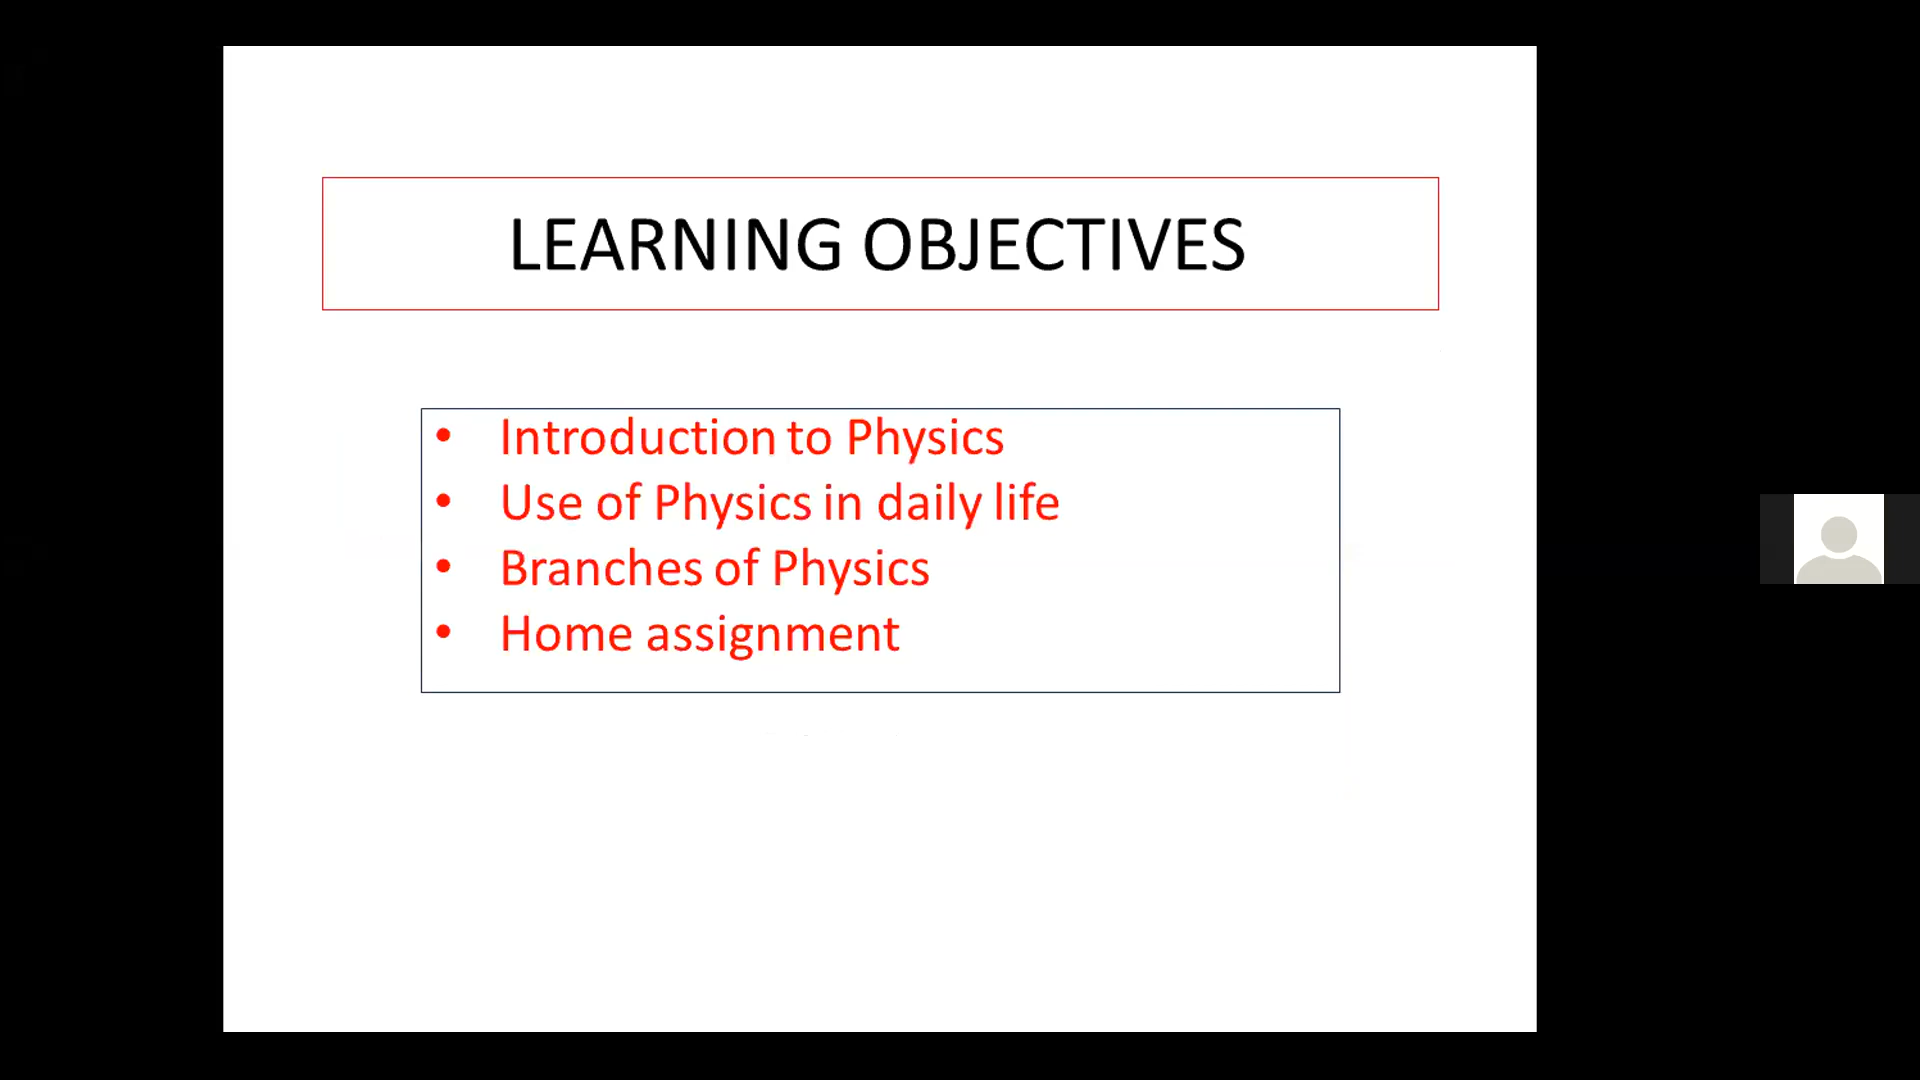 LEARNING OBJECTIVES
• Introduction to Physics
• Use of Physics in daily life
• Branches of Physics
• Home assignment